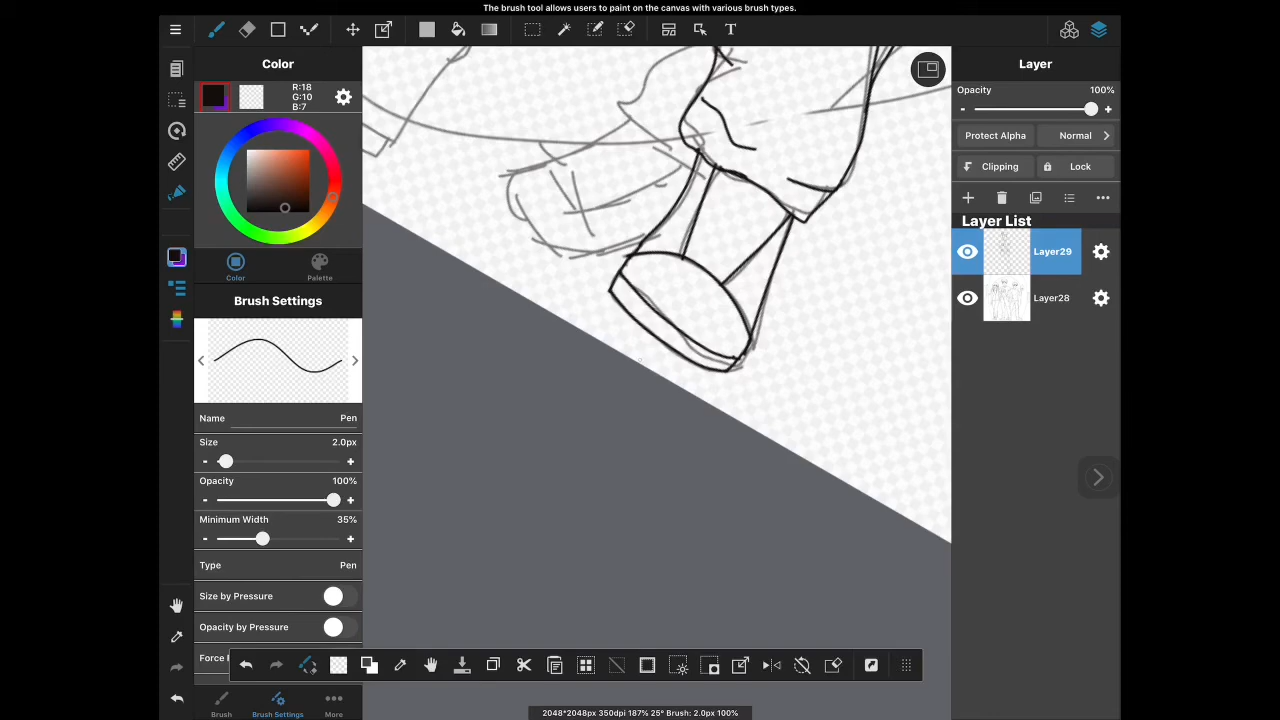 The brush tool allows users to paint on the canvas with various brush types.
T
Color
R:18
G:10
B:7
Color
Palette
Brush Settings
Name Pen
Size 2.0px
- +
Opacity 100%
- +
Minimum Width 35%
- +
Type Pen
Size by Pressure
Opacity by Pressure
Force
Brush
Brush Settings
More
2048*2048px 350dpi 187% 25° Brush: 2.0px 100%
Layer
Opacity 100%
- +
Protect Alpha
Normal
Clipping
Lock
Layer List
Layer29
Layer28